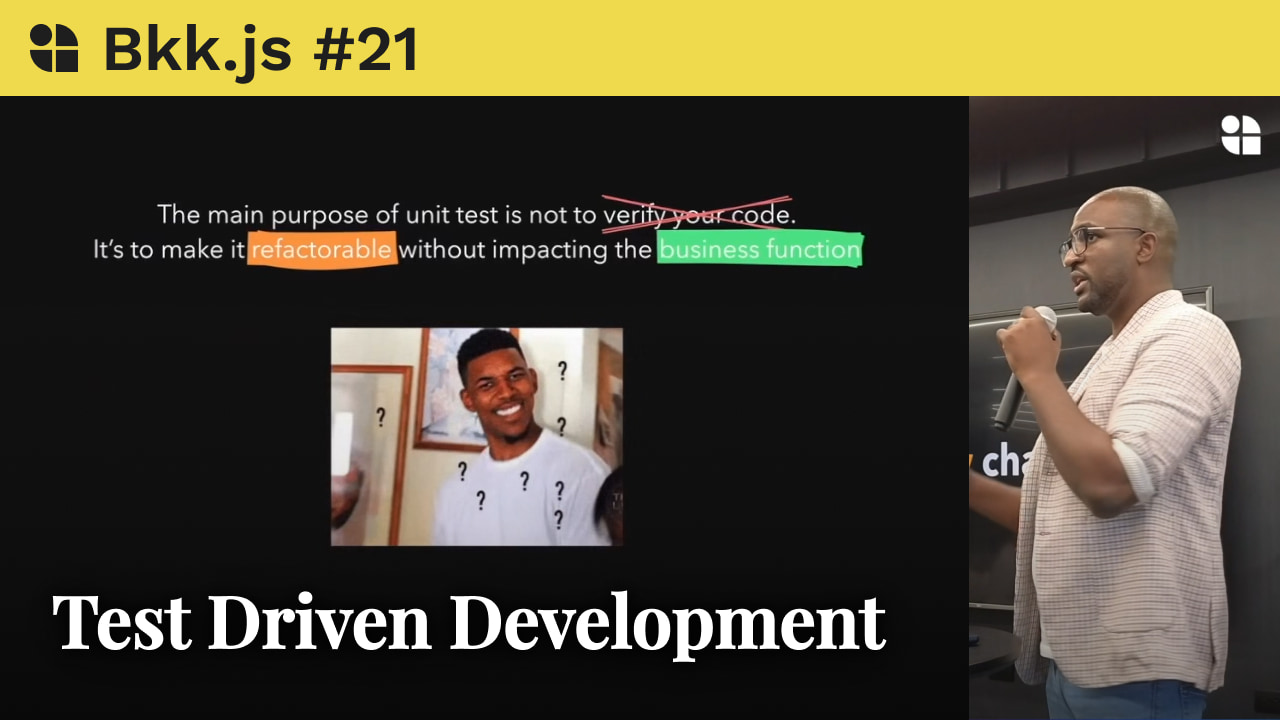 Bkk.js #21
The main purpose of unit test is not to verify your code.
It's to make it refactorable without impacting the business function
?
?
?
?
?
?
?
Test Driven Development
cha